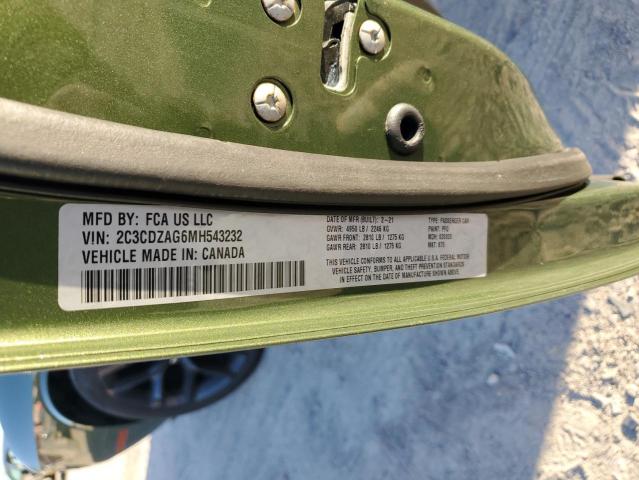 MFD BY: FCA US LLC
VIN: 2C3CDZAG6MH543232
VEHICLE MADE IN: CANADA
DATE OF MFR (BUILT): 2-21
GVWR: 4950 LB / 2246 KG
GAWR FRONT: 2810 LB / 1275 KG
GAWR REAR: 2810 LB / 1275 KG
TYPE: PASSENGER CAR
PAINT: PFQ
MDH:
VEHICLE CONFORMS TO ALL APPLICABLE U.S.A. FEDERAL MOTOR
VEHICLE SAFETY, BUMPER, AND THEFT PREVENTION STANDARDS
IN EFFECT ON THE DATE OF MANUFACTURE SHOWN ABOVE.